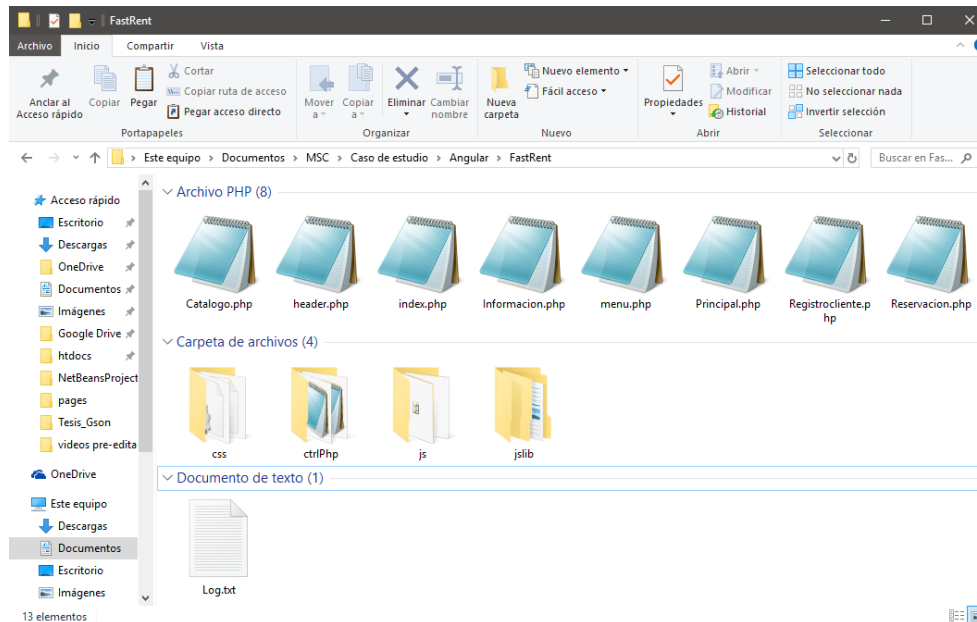 FastRent
Archivo Inicio Compartir Vista
Anclar al
Acceso rápido
Copiar
Pegar
Cortar
Copiar ruta de acceso
Pegar acceso directo
Portapapeles
Mover
a
Copiar
a
Eliminar
Cambiar
nombre
Organizar
Nueva
carpeta
Nuevo elemento
Fácil acceso
Nuevo
Propiedades
Abrir
Modificar
Historial
Abrir
Seleccionar todo
No seleccionar nada
Invertir selección
Seleccionar
Este equipo > Documentos > MSC > Caso de estudio > Angular > FastRent
Buscar en Fas...
Acceso rápido
Escritorio
Descargas
OneDrive
Documentos
Imágenes
Google Drive
htdocs
NetBeansProject
pages
Tesis_Gson
videos pre-edita
OneDrive
Este equipo
Descargas
Documentos
Escritorio
Imágenes
Archivo PHP (8)
Catalogo.php
header.php
index.php
Informacion.php
menu.php
Principal.php
Registrocliente.p
hp
Reservacion.php
Carpeta de archivos (4)
css
ctrlPhp
js
jslib
Documento de texto (1)
Log.txt
13 elementos